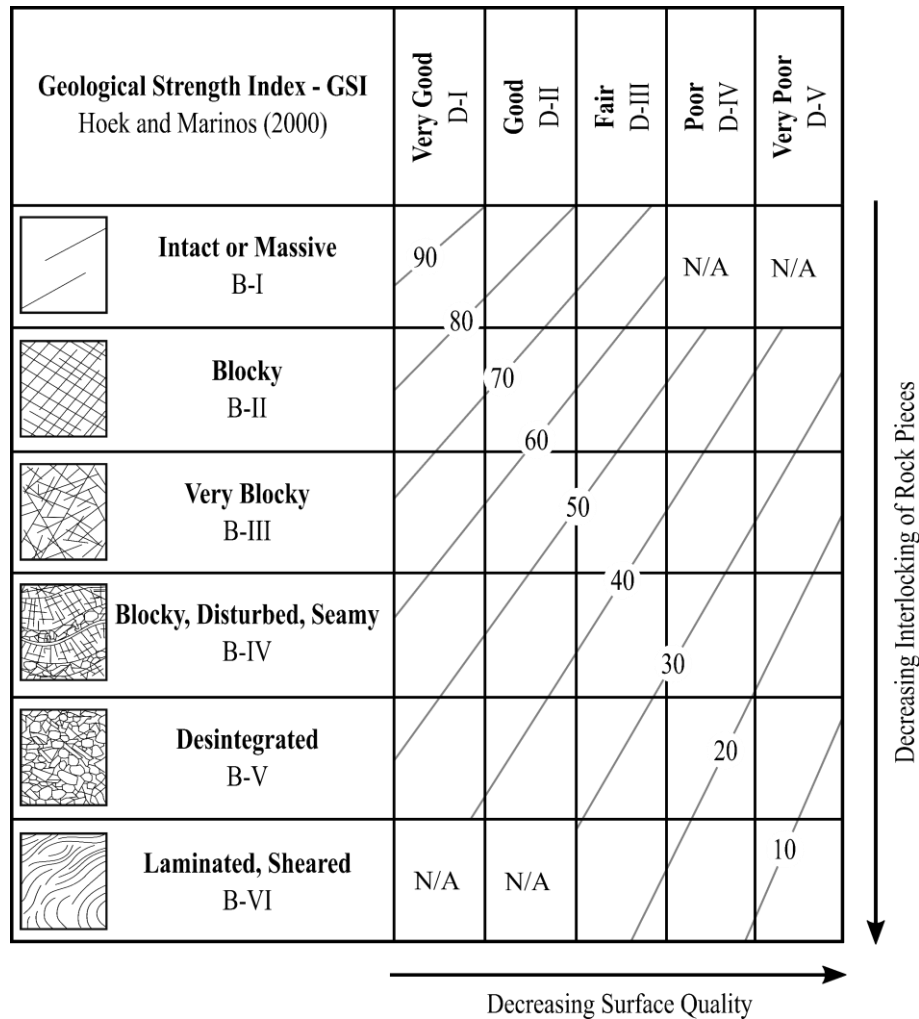 Geological Strength Index - GSI
Hoek and Marinos (2000)
Very Good
D-I
Good
D-II
Fair
D-III
Poor
D-IV
Very Poor
D-V
Intact or Massive
B-I
90
N/A
N/A
80
Blocky
B-II
70
60
Very Blocky
B-III
50
40
Blocky, Disturbed, Seamy
B-IV
30
Desintegrated
B-V
20
Laminated, Sheared
B-VI
N/A
N/A
10
Decreasing Interlocking of Rock Pieces
Decreasing Surface Quality